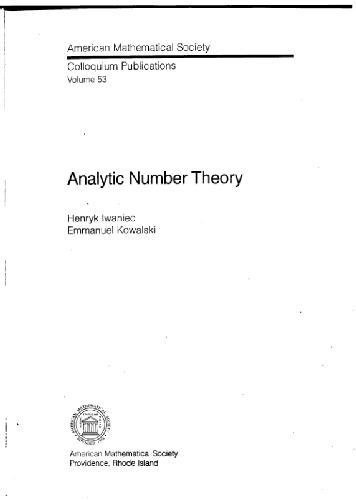 American Mathematical Society
Colloquium Publications
Volume 53
Analytic Number Theory
Henryk Iwaniec
Emmanuel Kowalski
American Mathematical Society
Providence, Rhode Island